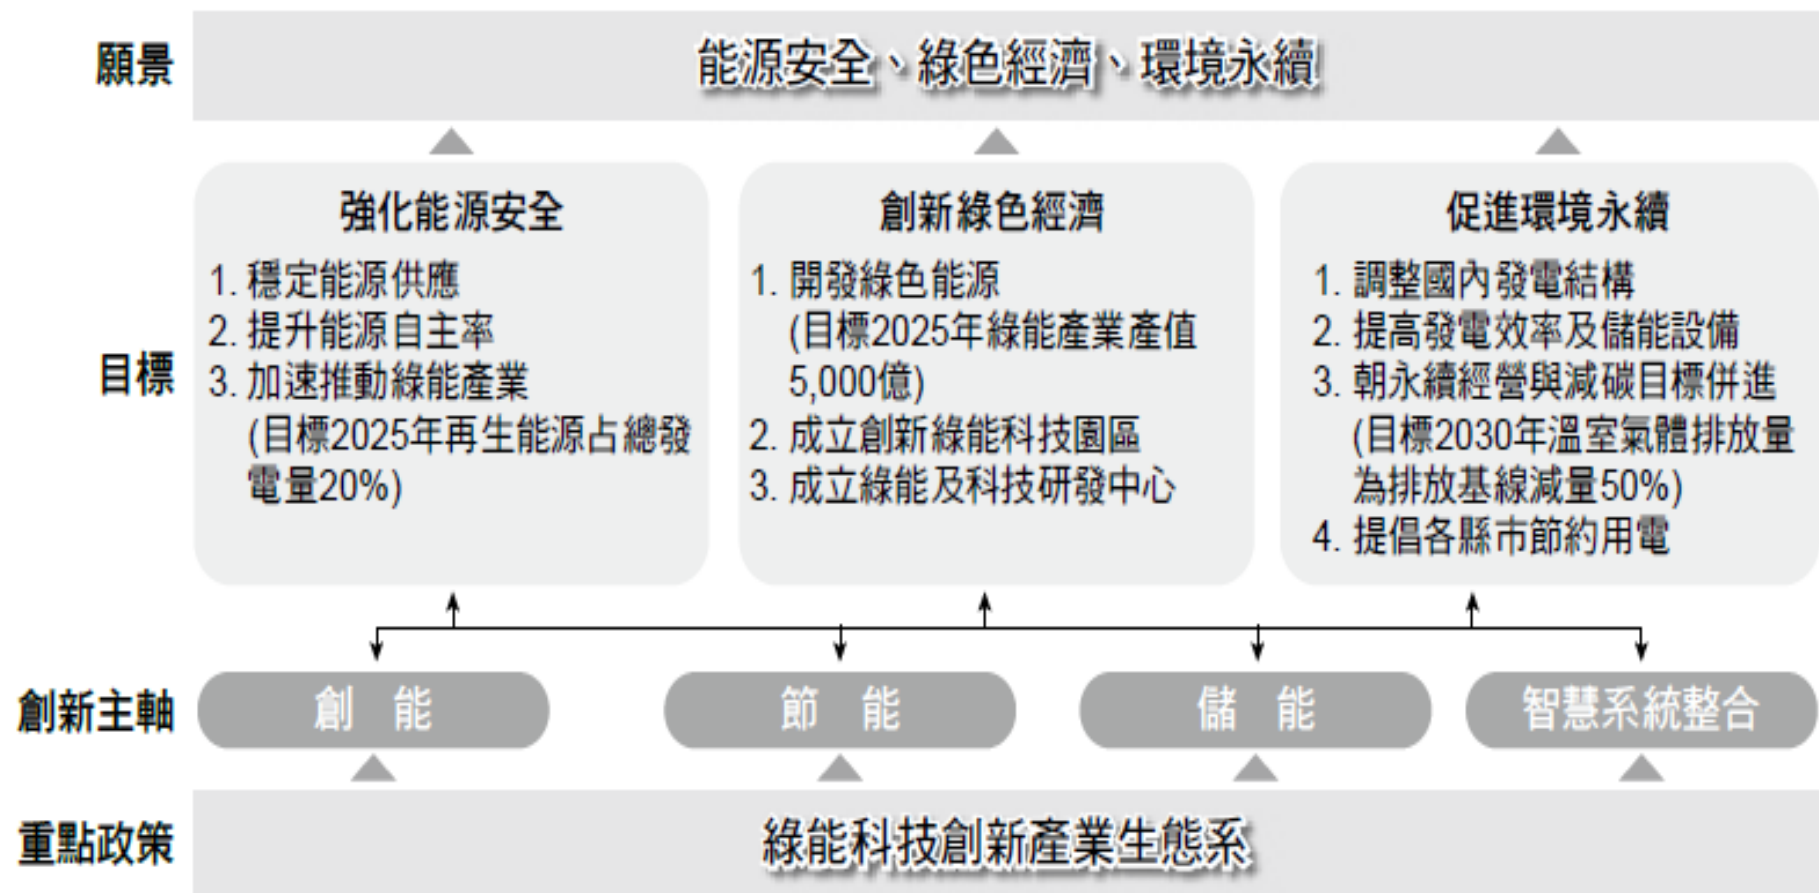 願景
能源安全、綠色經濟、環境永續
目標
強化能源安全
1. 穩定能源供應
2. 提升能源自主率
3. 加速推動綠能產業
(目標2025年再生能源占總發
電量20%)
創新綠色經濟
1. 開發綠色能源
(目標2025年綠能產業產值
5,000億)
2. 成立創新綠能科技園區
3. 成立綠能及科技研發中心
促進環境永續
1. 調整國內發電結構
2. 提高發電效率及儲能設備
3. 朝永續經營與減碳目標併進
(目標2030年溫室氣體排放量
為排放基線減量50%)
4. 提倡各縣市節約用電
創新主軸
創 能
節 能
儲 能
智慧系統整合
重點政策
綠能科技創新產業生態系